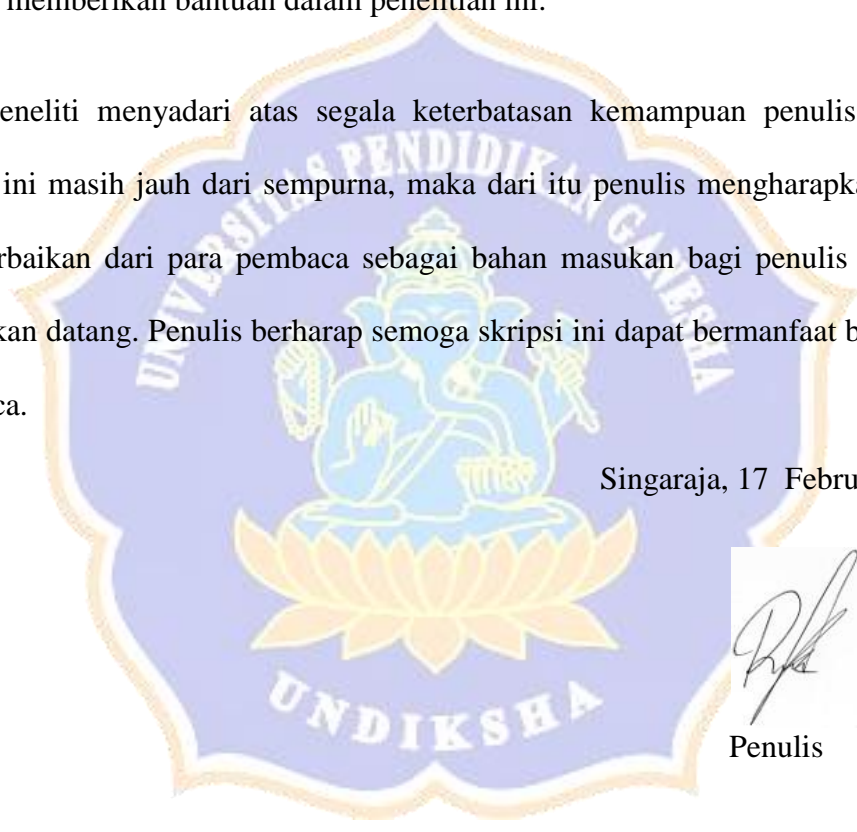 memberikan bantuan dalam penelitian ini.
eneliti menyadari atas segala keterbatasan kemampuan penulis
ini masih jauh dari sempurna, maka dari itu penulis mengharapka
rbaikan dari para pembaca sebagai bahan masukan bagi penulis
kan datang. Penulis berharap semoga skripsi ini dapat bermanfaat b
ca.
UNIVERSITAS PENDIDIKAN GANESHA
Singaraja, 17 Febru
UNDIKSHA
Penulis